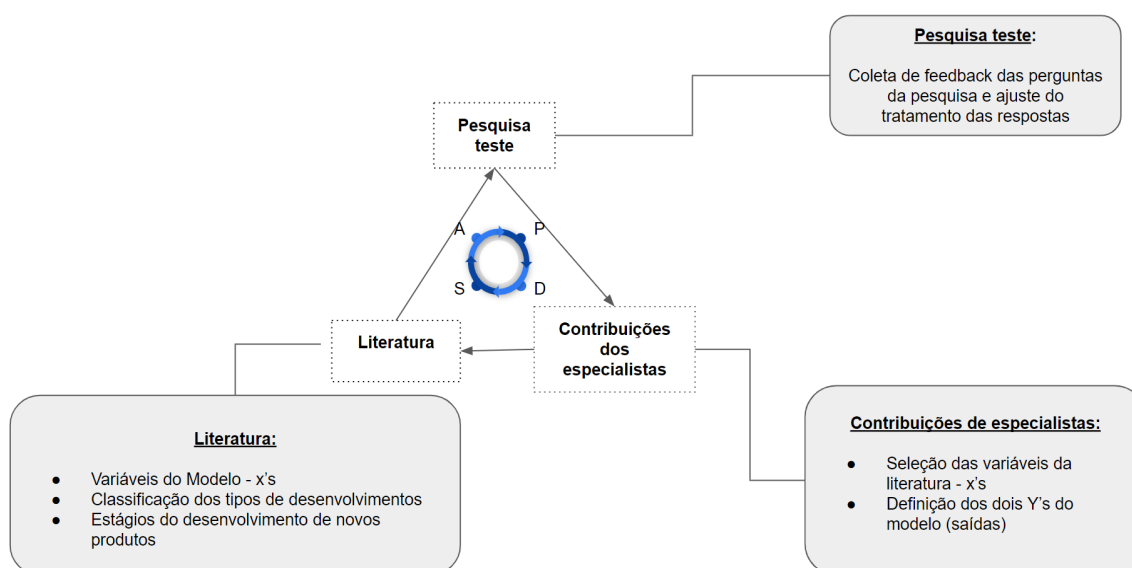 Pesquisa teste:
Coleta de feedback das perguntas
da pesquisa e ajuste do
tratamento das respostas
Pesquisa
teste
A
P
S
D
Literatura
Contribuições
dos
especialistas
Literatura:
● Variáveis do Modelo - x's
● Classificação dos tipos de desenvolvimentos
● Estágios do desenvolvimento de novos
produtos
Contribuições de especialistas:
● Seleção das variáveis da
literatura - x's
● Definição dos dois Y's do
modelo (saídas)